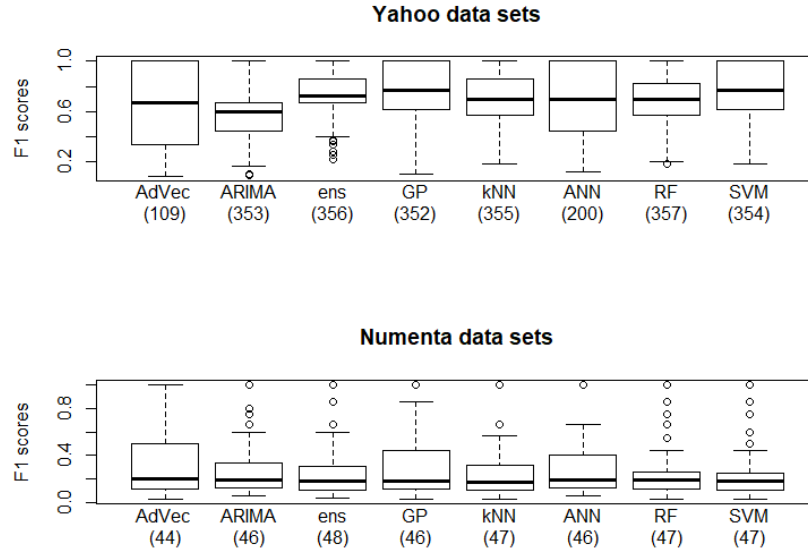 Yahoo data sets
F1 scores
1.0
0.6
0.2
AdVec ARIMA ens GP kNN ANN RF SVM
(109) (353) (356) (352) (355) (200) (357) (354)
Numenta data sets
F1 scores
0.8
0.4
0.0
AdVec ARIMA ens GP kNN ANN RF SVM
(44) (46) (48) (46) (47) (46) (47) (47)